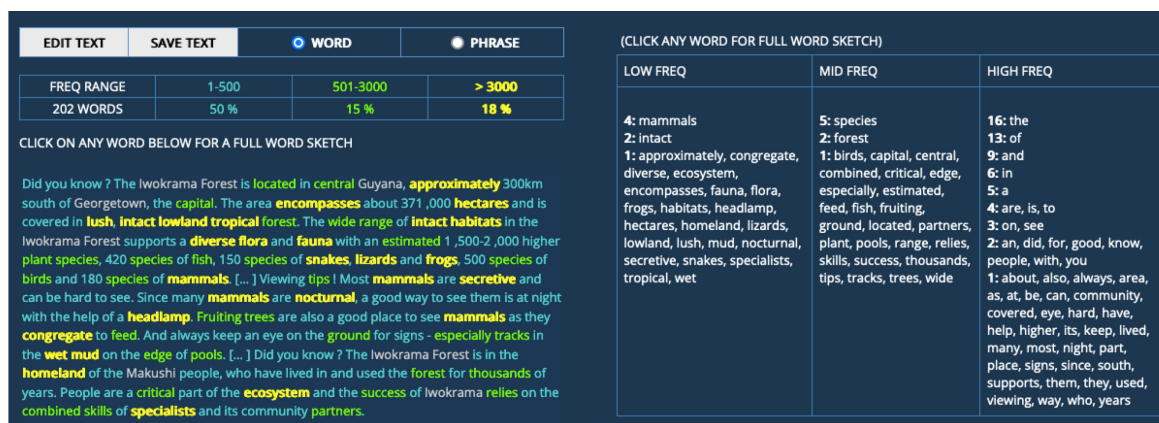 EDIT TEXT SAVE TEXT WORD PHRASE
FREQ RANGE 1-500 501-3000 > 3000
202 WORDS 50 % 15 % 18 %
CLICK ON ANY WORD BELOW FOR A FULL WORD SKETCH
Did you know ? The Iwokrama Forest is located in central Guyana, approximately 300km
south of Georgetown, the capital. The area encompasses about 371 ,000 hectares and is
covered in lush, intact lowland tropical forest. The wide range of intact habitats in the
Iwokrama Forest supports a diverse flora and fauna with an estimated 1 ,500-2 ,000 higher
plant species, 420 species of fish, 150 species of snakes, lizards and frogs, 500 species of
birds and 180 species of mammals. [... ] Viewing tips ! Most mammals are secretive and
can be hard to see. Since many mammals are nocturnal, a good way to see them is at night
with the help of a headlamp. Fruiting trees are also a good place to see mammals as they
congregate to feed. And always keep an eye on the ground for signs - especially tracks in
the wet mud on the edge of pools. [... ] Did you know ? The Iwokrama Forest is in the
homeland of the Makushi people, who have lived in and used the forest for thousands of
years. People are a critical part of the ecosystem and the success of Iwokrama relies on the
combined skills of specialists and its community partners.
(CLICK ANY WORD FOR FULL WORD SKETCH)
LOW FREQ MID FREQ HIGH FREQ
4: mammals
2: intact
1: approximately, congregate,
diverse, ecosystem,
encompasses, fauna, flora,
frogs, habitats, headlamp,
hectares, homeland, lizards,
lowland, lush, mud, nocturnal,
secretive, snakes, specialists,
tropical, wet
5: species
2: forest
1: birds, capital, central,
combined, critical, edge,
especially, estimated,
feed, fish, fruiting,
ground, located, partners,
plant, pools, range, relies,
skills, success, thousands,
tips, tracks, trees, wide
16: the
13: of
9: and
6: in
5: a
4: are, is, to
3: on, see
2: an, did, for, good, know,
people, with, you
1: about, also, always, area,
as, at, be, can, community,
covered, eye, hard, have,
help, higher, its, keep, lived,
many, most, night, part,
place, signs, since, south,
supports, them, they, used,
viewing, way, who, years